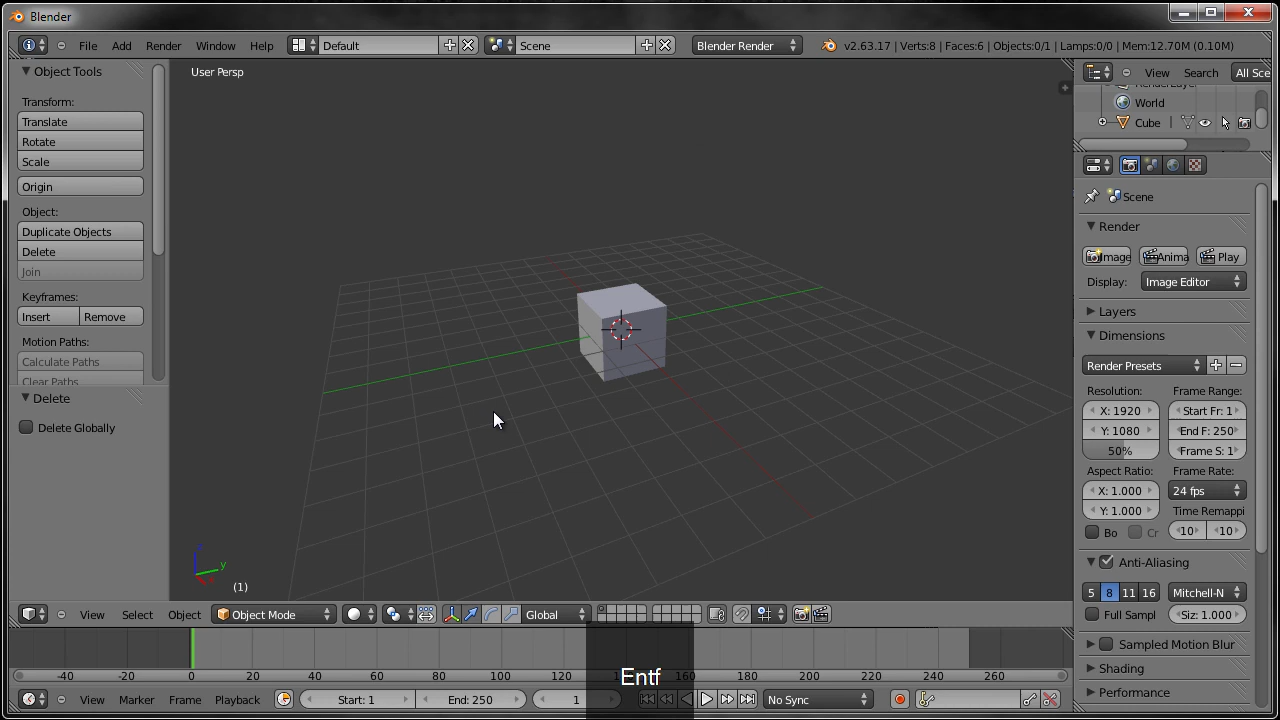 Blender
File Add Render Window Help Default Scene Blender Render v2.63.17 | Verts:8 | Faces:6 | Objects:0/1 | Lamps:0/0 | Mem:12.70M (0.10M)
Object Tools
Transform:
Translate
Rotate
Scale
Origin
Object:
Duplicate Objects
Delete
Join
Keyframes:
Insert Remove
Motion Paths:
Calculate Paths
Clear Paths
Delete
Delete Globally
User Persp
z
y
x
(1)
View Search All Sce
RenderLayer
World
Cube
Scene
Render
Image Anima Play
Display: Image Editor
Layers
Dimensions
Render Presets
Resolution: Frame Range:
X: 1920 Start Fr: 1
Y: 1080 End F: 250
50% Frame S: 1
Aspect Ratio: Frame Rate:
X: 1.000 24 fps
Y: 1.000 Time Remappi
Bo Cr 10 10
Anti-Aliasing
5 8 11 16 Mitchell-N
Full Sampl Siz: 1.000
Sampled Motion Blur
Shading
Performance
View Select Object Object Mode Global
-40 -20 0 20 40 60 80 100 120 140 160 180 200 220 240 260
Entf
View Marker Frame Playback Start: 1 End: 250 1 No Sync